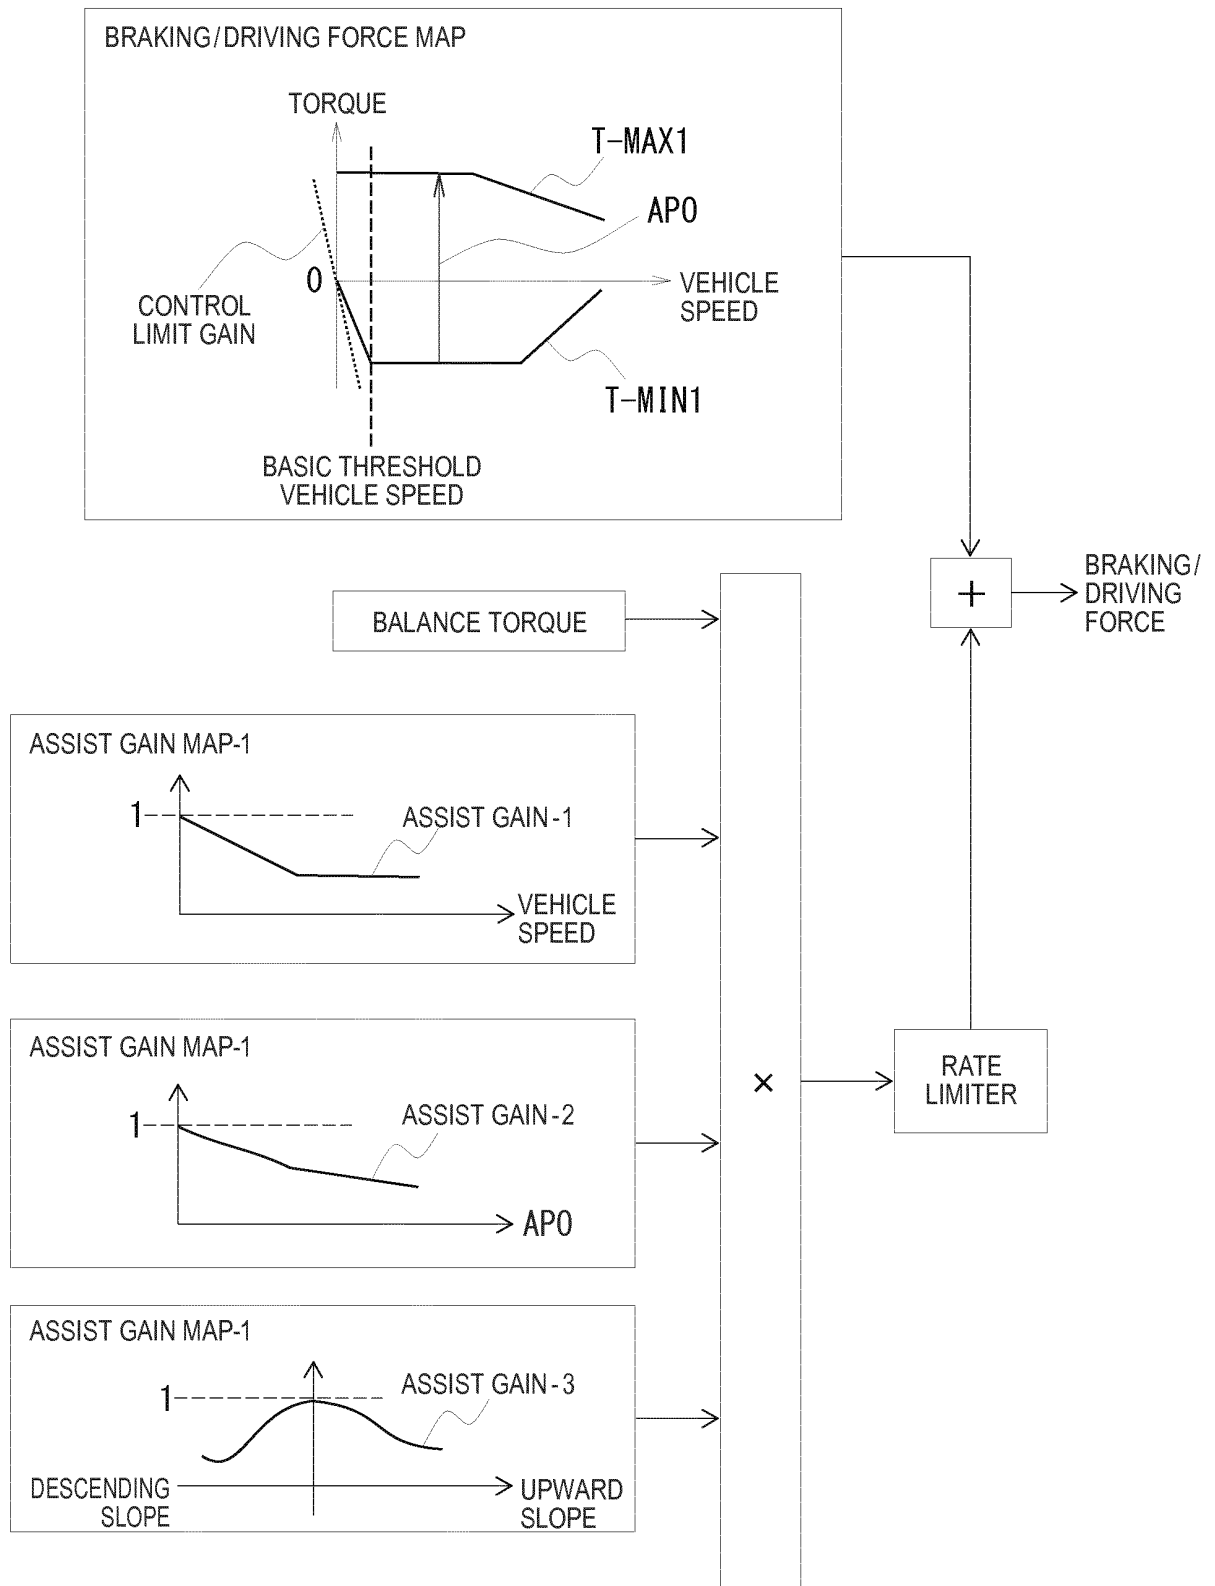 BRAKING/DRIVING FORCE MAP
TORQUE
T-MAX1
APO
0
VEHICLE
SPEED
CONTROL
LIMIT GAIN
T-MIN1
BASIC THRESHOLD
VEHICLE SPEED
+
BRAKING/
DRIVING
FORCE
BALANCE TORQUE
ASSIST GAIN MAP-1
1
ASSIST GAIN-1
VEHICLE
SPEED
ASSIST GAIN MAP-1
1
ASSIST GAIN-2
APO
×
RATE
LIMITER
ASSIST GAIN MAP-1
1
ASSIST GAIN-3
DESCENDING
SLOPE
UPWARD
SLOPE